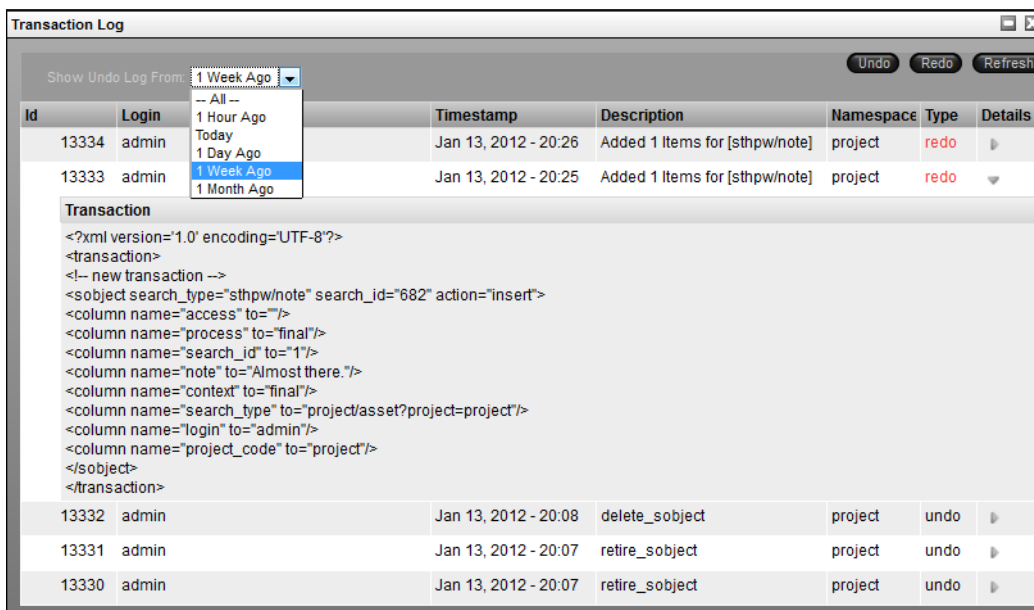 Transaction Log
Undo Redo Refresh
Show Undo Log From: 1 Week Ago
-- All --
1 Hour Ago
Today
1 Day Ago
1 Week Ago
1 Month Ago
Id Login Timestamp Description Namespace Type Details
13334 admin Jan 13, 2012 - 20:26 Added 1 Items for [sthpw/note] project redo
13333 admin Jan 13, 2012 - 20:25 Added 1 Items for [sthpw/note] project redo
Transaction
<?xml version='1.0' encoding='UTF-8'?>
<transaction>
<!-- new transaction -->
<sobject search_type="sthpw/note" search_id="682" action="insert">
<column name="access" to=""/>
<column name="process" to="final"/>
<column name="search_id" to="1"/>
<column name="note" to="Almost there."/>
<column name="context" to="final"/>
<column name="search_type" to="project/asset?project=project"/>
<column name="login" to="admin"/>
<column name="project_code" to="project"/>
</sobject>
</transaction>
13332 admin Jan 13, 2012 - 20:08 delete_sobject project undo
13331 admin Jan 13, 2012 - 20:07 retire_sobject project undo
13330 admin Jan 13, 2012 - 20:07 retire_sobject project undo